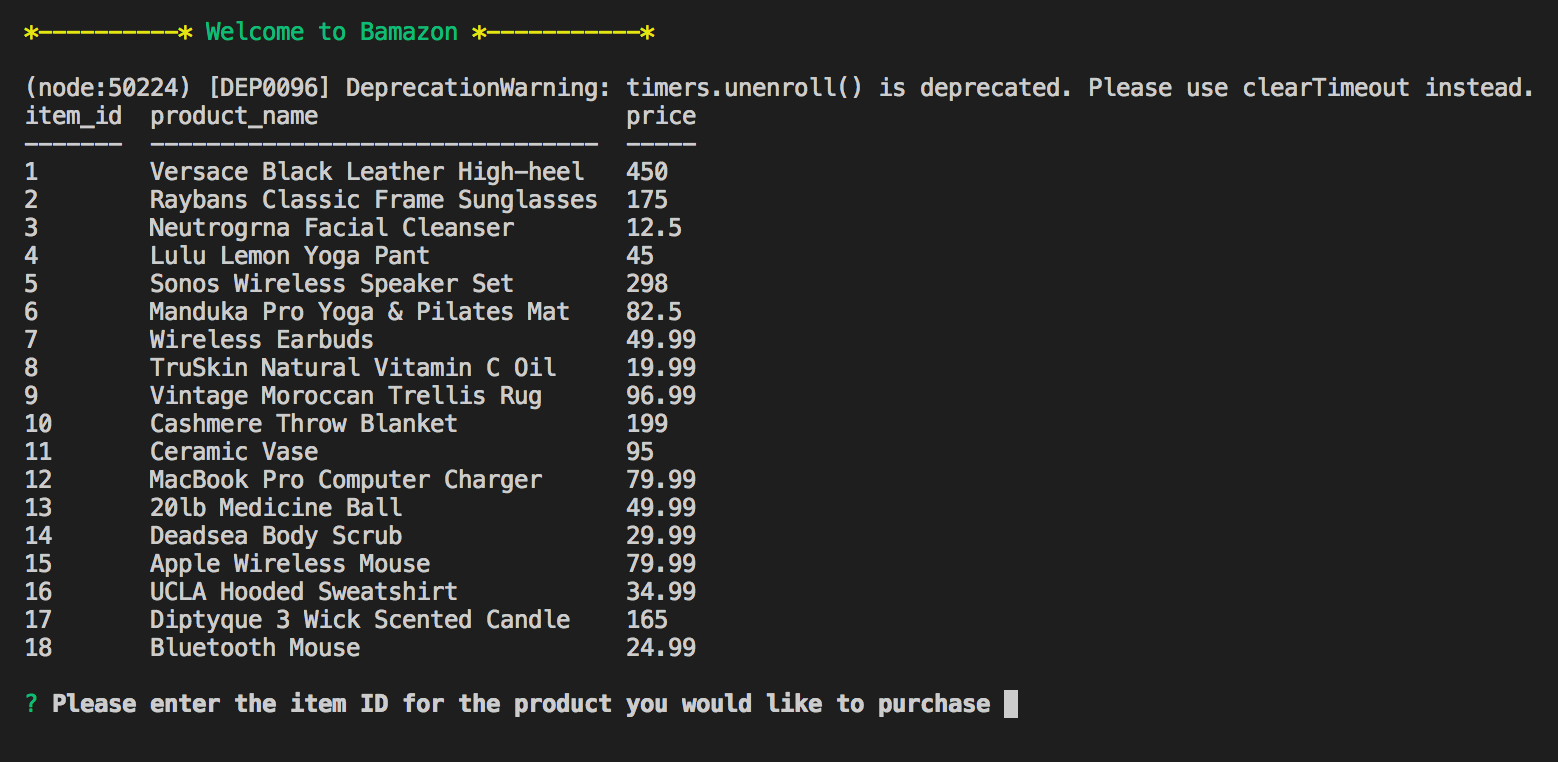 *----------* Welcome to Bamazon *-----------*
(node:50224) [DEP0096] DeprecationWarning: timers.unenroll() is deprecated. Please use clearTimeout instead.
item_id  product_name                      price
-------  --------------------------------  -----
1        Versace Black Leather High-heel   450
2        Raybans Classic Frame Sunglasses  175
3        Neutrogrna Facial Cleanser        12.5
4        Lulu Lemon Yoga Pant              45
5        Sonos Wireless Speaker Set        298
6        Manduka Pro Yoga & Pilates Mat    82.5
7        Wireless Earbuds                  49.99
8        TruSkin Natural Vitamin C Oil     19.99
9        Vintage Moroccan Trellis Rug      96.99
10       Cashmere Throw Blanket            199
11       Ceramic Vase                      95
12       MacBook Pro Computer Charger      79.99
13       20lb Medicine Ball                49.99
14       Deadsea Body Scrub                29.99
15       Apple Wireless Mouse              79.99
16       UCLA Hooded Sweatshirt            34.99
17       Diptyque 3 Wick Scented Candle    165
18       Bluetooth Mouse                   24.99
? Please enter the item ID for the product you would like to purchase